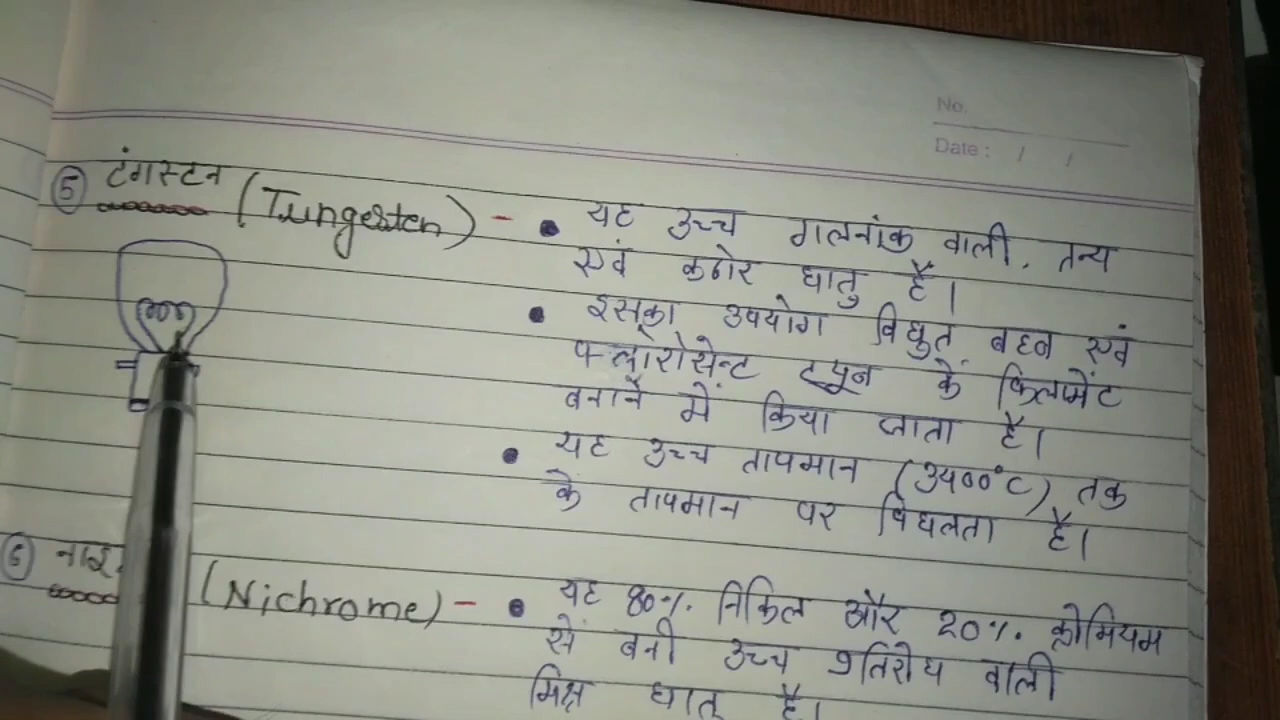 No.
Date : / /
⑤ टंगस्टन (Tungesten) - • यह उच्च गलनांक वाली, तन्य
एवं कठोर धातु है।
• इसका उपयोग विद्युत बल्ब एवं
फ्लोरोसेन्ट ट्यूब के फिलामेंट
बनाने में किया जाता है।
• यह उच्च तापमान (3400°C) तक
के तापमान पर पिघलता है।
⑥ (Nichrome) - • यह 80%. निकिल और 20%. क्रोमियम
से बनी उच्च प्रतिरोध वाली
मिश्र धातु है।